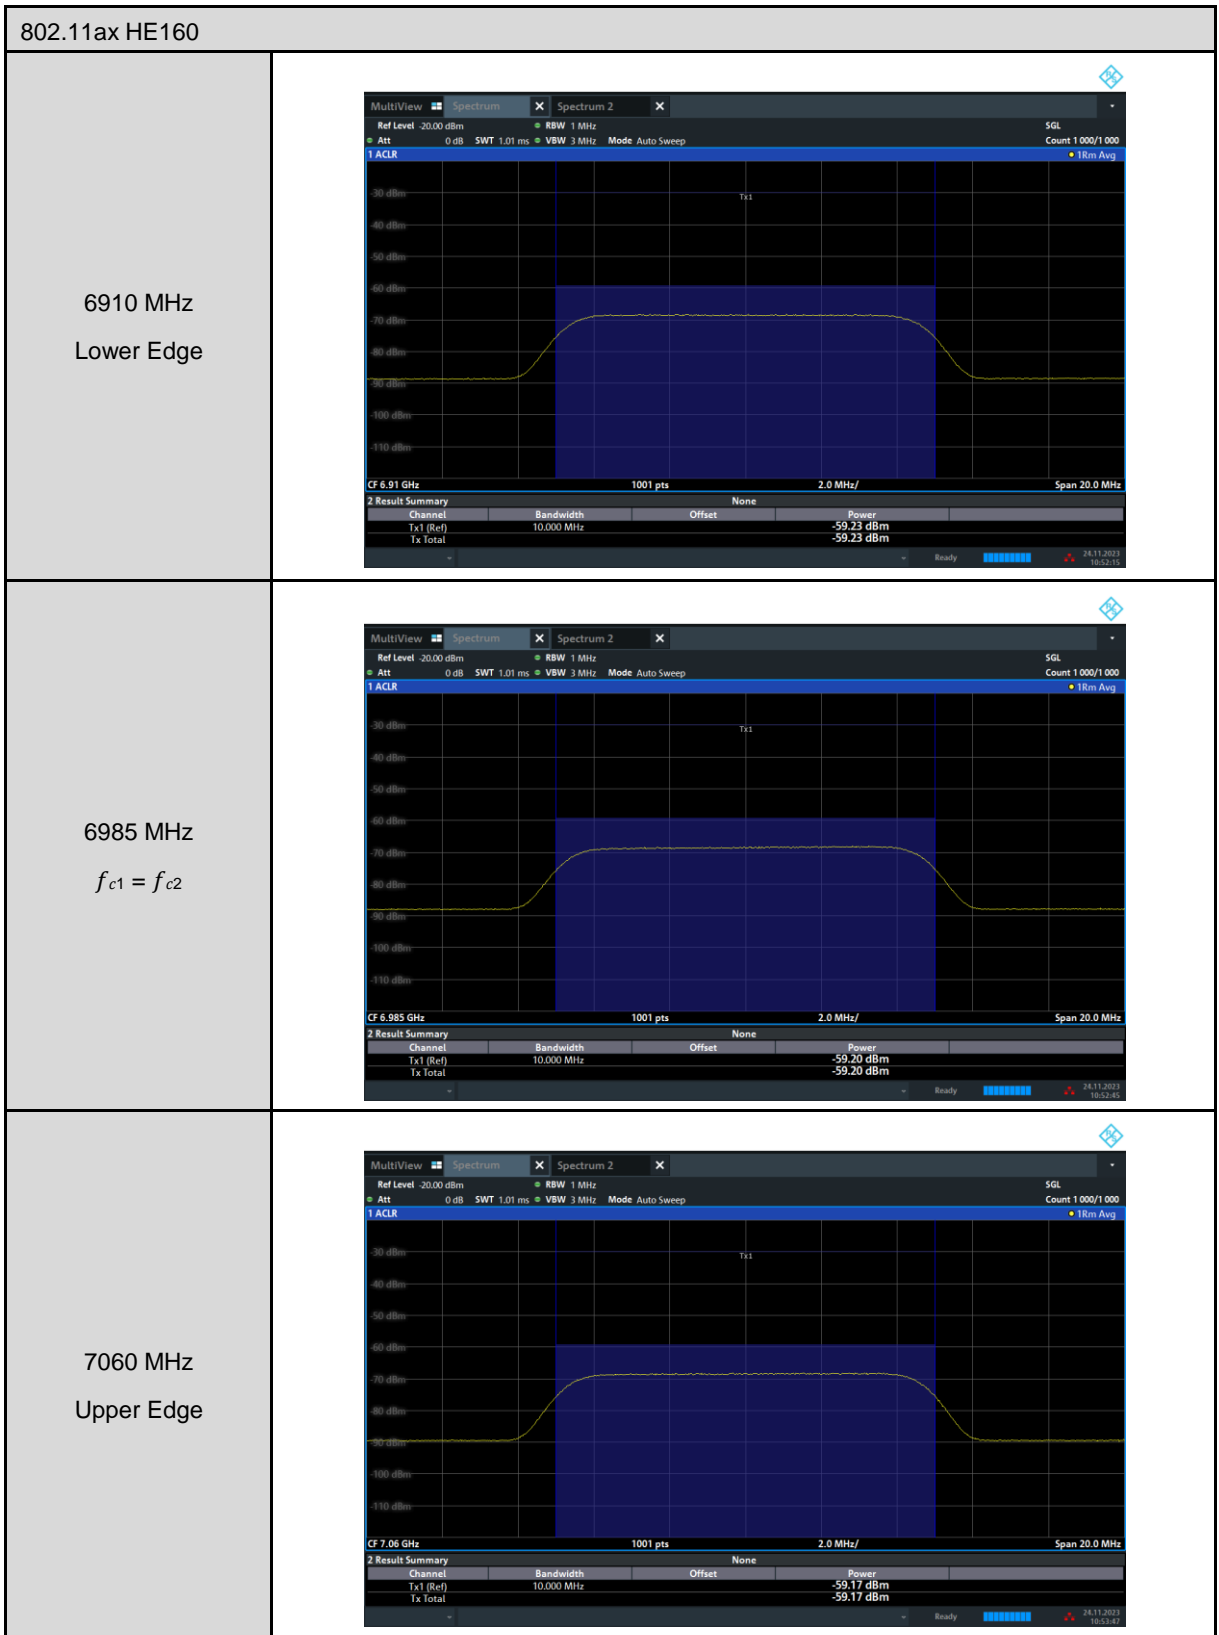 802.11ax HE160
6910 MHz
Lower Edge
MultiView Spectrum X Spectrum 2 X
Ref Level -20.00 dBm RBW 1 MHz SGL
Att 0 dB SWT 1.01 ms VBW 3 MHz Mode Auto Sweep Count 1 000/1 000
1 ACLR 1Rm Avg
Tx1
-30 dBm
-40 dBm
-50 dBm
-60 dBm
-70 dBm
-80 dBm
-90 dBm
-100 dBm
-110 dBm
CF 6.91 GHz 1001 pts 2.0 MHz/ Span 20.0 MHz
2 Result Summary None
Channel Bandwidth Offset Power
Tx1 (Ref) 10.000 MHz -59.23 dBm
Tx Total -59.23 dBm
Ready 24.11.2023
10:52:15
6985 MHz
fc1 = fc2
MultiView Spectrum X Spectrum 2 X
Ref Level -20.00 dBm RBW 1 MHz SGL
Att 0 dB SWT 1.01 ms VBW 3 MHz Mode Auto Sweep Count 1 000/1 000
1 ACLR 1Rm Avg
-30 dBm
Tx1
-40 dBm
-50 dBm
-60 dBm
-70 dBm
-80 dBm
-90 dBm
-100 dBm
-110 dBm
CF 6.985 GHz 1001 pts 2.0 MHz/ Span 20.0 MHz
2 Result Summary None
Channel Bandwidth Offset Power
Tx1 (Ref) 10.000 MHz -59.20 dBm
Tx Total -59.20 dBm
Ready 24.11.2023
10:52:45
7060 MHz
Upper Edge
MultiView Spectrum X Spectrum 2 X
Ref Level -20.00 dBm RBW 1 MHz SGL
Att 0 dB SWT 1.01 ms VBW 3 MHz Mode Auto Sweep Count 1 000/1 000
1 ACLR 1Rm Avg
-30 dBm
Tx1
-40 dBm
-50 dBm
-60 dBm
-70 dBm
-80 dBm
-90 dBm
-100 dBm
-110 dBm
CF 7.06 GHz 1001 pts 2.0 MHz/ Span 20.0 MHz
2 Result Summary None
Channel Bandwidth Offset Power
Tx1 (Ref) 10.000 MHz -59.17 dBm
Tx Total -59.17 dBm
Ready 24.11.2023
10:53:47